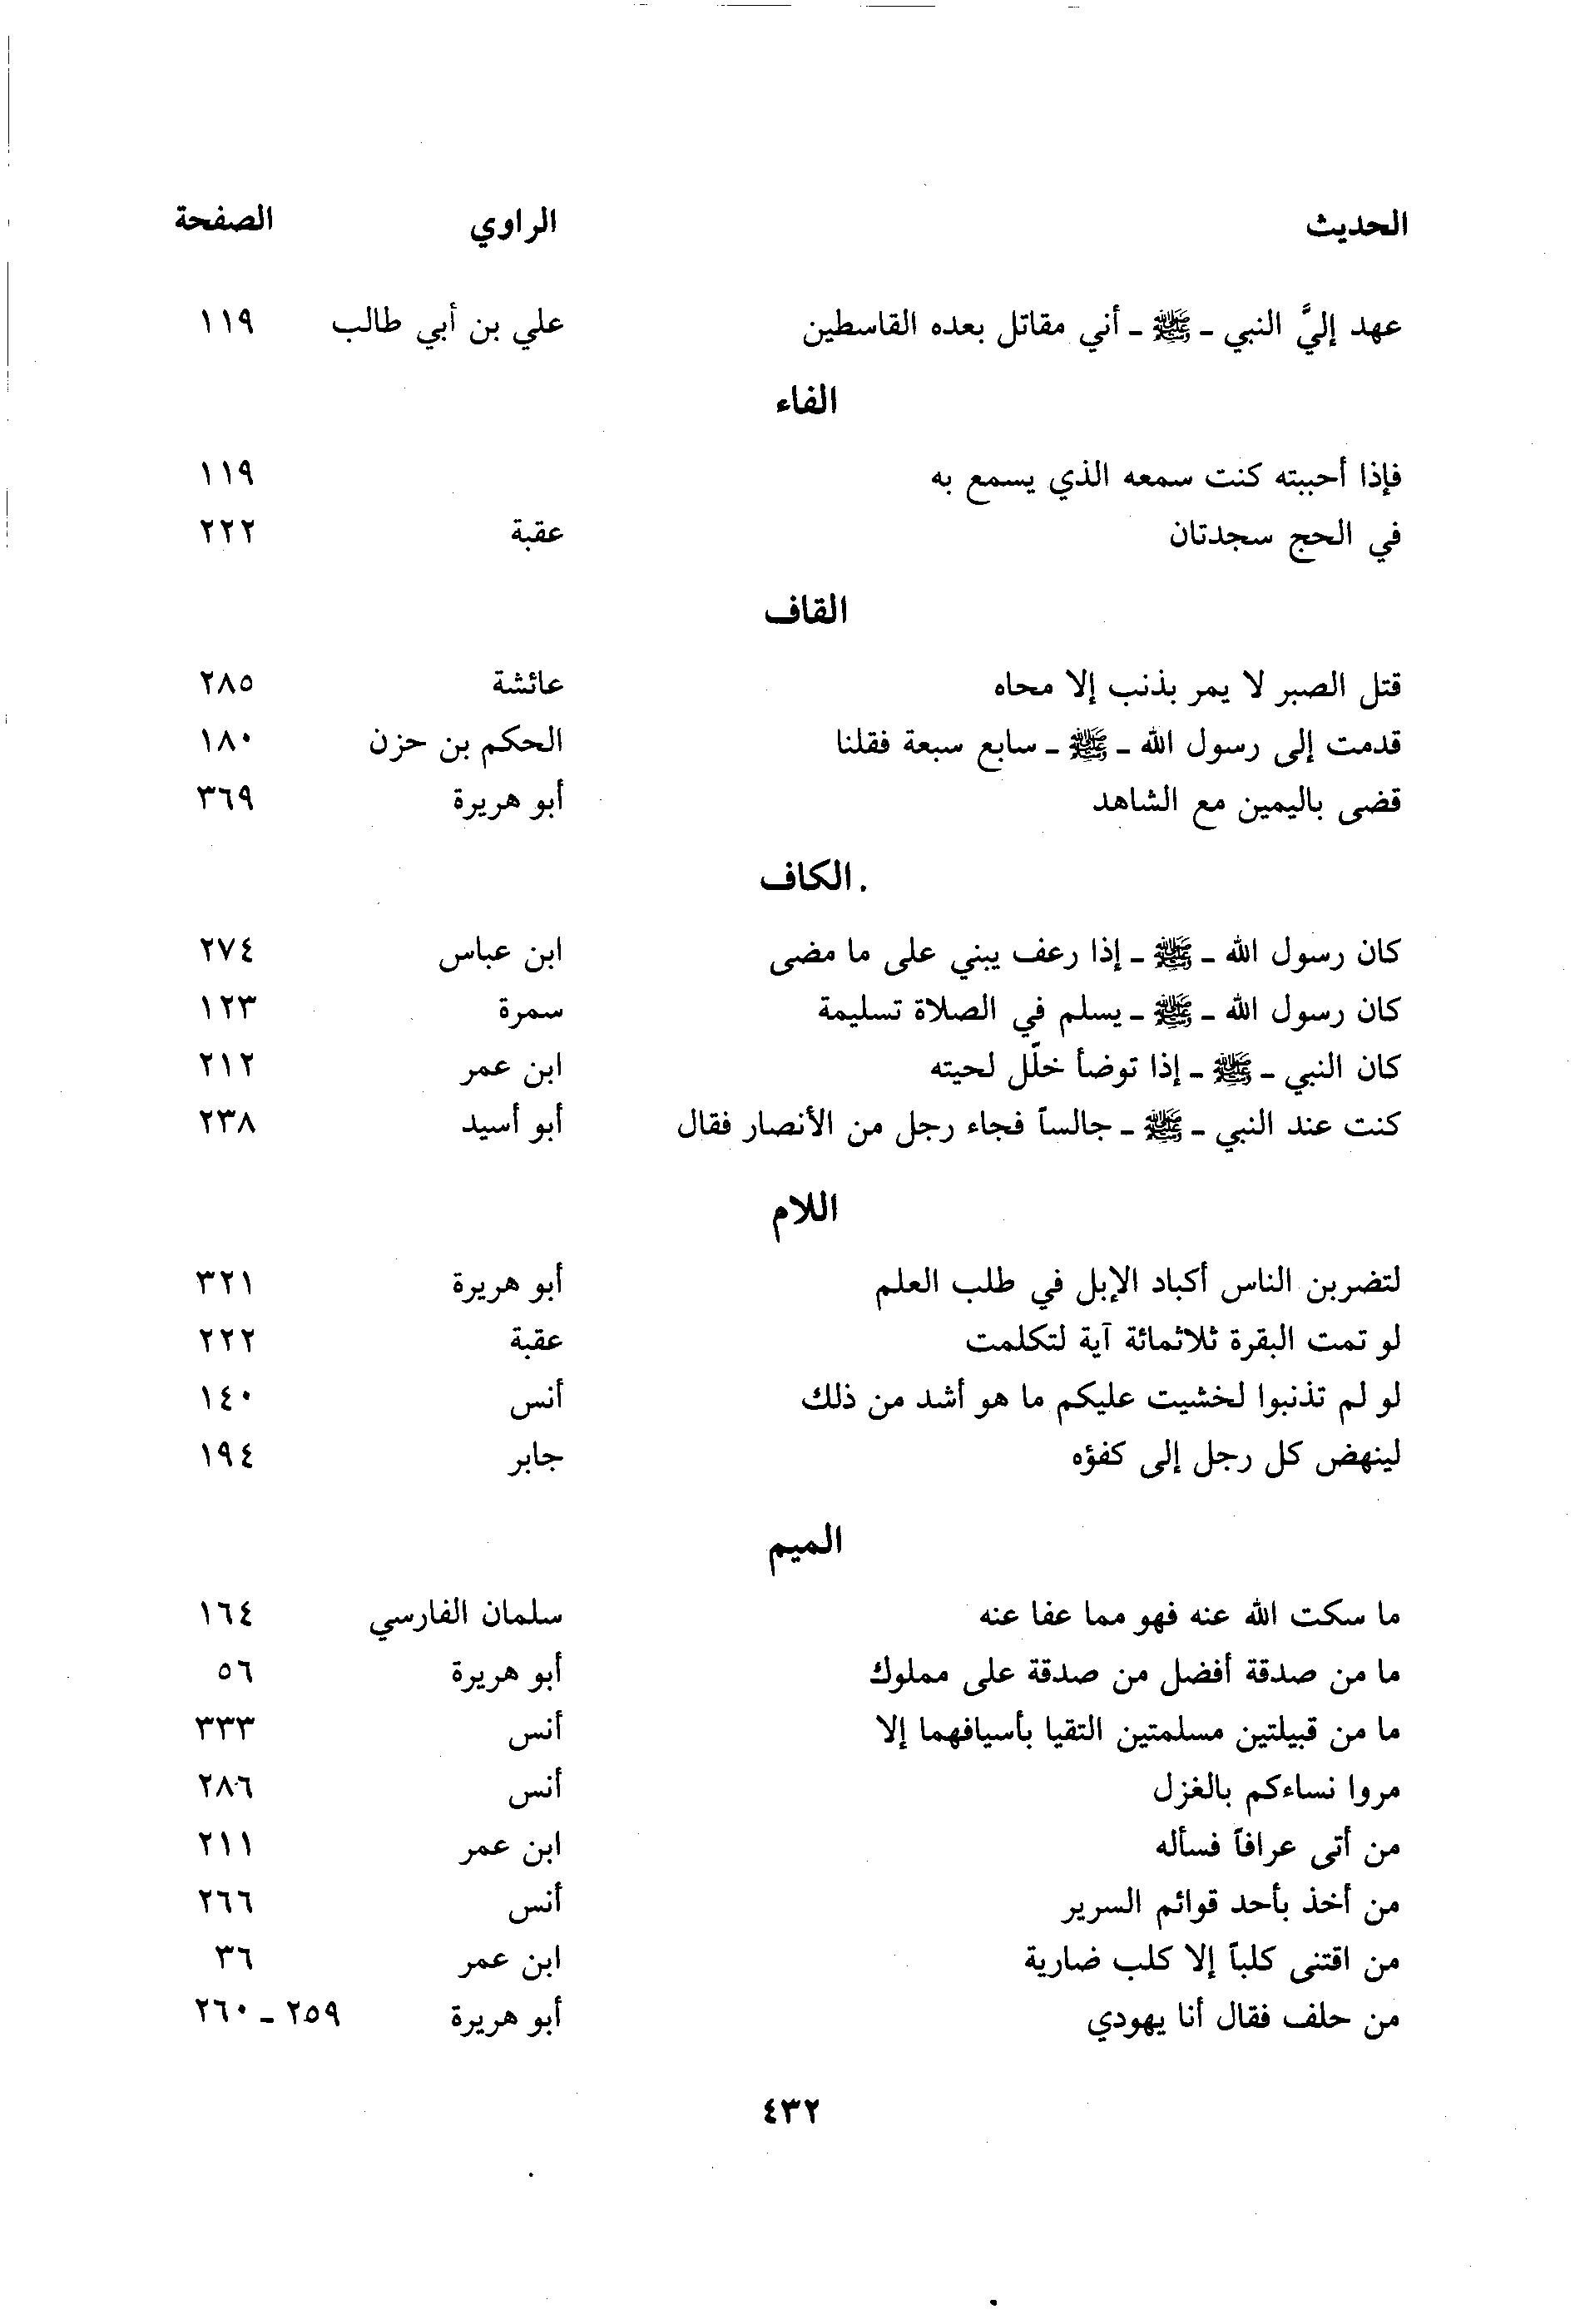 الحديث الراوي الصفحة
عهد إليَّ النبي ـ ﷺ ـ أني مقاتل بعده القاسطين علي بن أبي طالب ١١٩
الفاء
فإذا أحببته كنت سمعه الذي يسمع به ١١٩
في الحج سجدتان عقبة ٢٢٢
القاف
قتل الصبر لا يمر بذنب إلا محاه عائشة ٢٨٥
قدمت إلى رسول الله ـ ﷺ ـ سابع سبعة فقلنا الحكم بن حزن ١٨٠
قضى باليمين مع الشاهد أبو هريرة ٣٦٩
. الكاف
كان رسول الله ـ ﷺ ـ إذا رعف يبني على ما مضى ابن عباس ٢٧٤
كان رسول الله ـ ﷺ ـ يسلم في الصلاة تسليمة سمرة ١٢٣
كان النبي ـ ﷺ ـ إذا توضأ خلّل لحيته ابن عمر ٢١٢
كنت عند النبي ـ ﷺ ـ جالساً فجاء رجل من الأنصار فقال أبو أسيد ٢٣٨
اللام
لتضربن الناس أكباد الإبل في طلب العلم أبو هريرة ٣٢١
لو تمت البقرة ثلاثمائة آية لتكلمت عقبة ٢٢٢
لو لم تذنبوا لخشيت عليكم ما هو أشد من ذلك أنس ١٤٠
لينهض كل رجل إلى كفؤه جابر ١٩٤
الميم
ما سكت الله عنه فهو مما عفا عنه سلمان الفارسي ١٦٤
ما من صدقة أفضل من صدقة على مملوك أبو هريرة ٥٦
ما من قبيلتين مسلمتين التقيا بأسيافهما إلا أنس ٣٣٣
مروا نساءكم بالغزل أنس ٢٨٦
من أتى عرافاً فسأله ابن عمر ٢١١
من أخذ بأحد قوائم السرير أنس ٢٦٦
من اقتنى كلباً إلا كلب ضارية ابن عمر ٣٦
من حلف فقال أنا يهودي أبو هريرة ٢٥٩ ـ ٢٦٠
٤٣٢